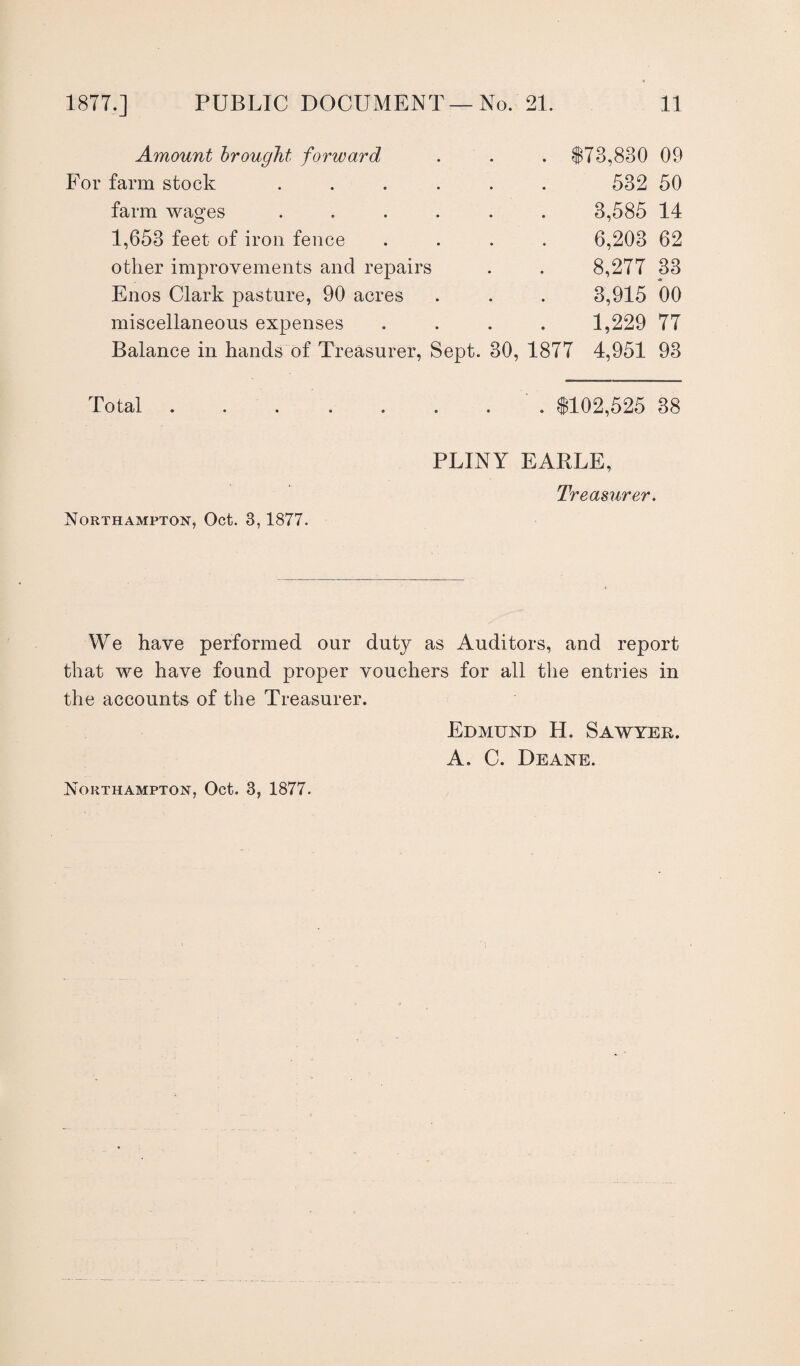 1877.] PUBLIC DOCUMENT — No. 21. 11
Amount brought forward . . . $73,830 09
For farm stock . . . . . . 532 50
farm wages . . . . . . 3,585 14
1,653 feet of iron fence . . . . 6,203 62
other improvements and repairs . . 8,277 33
Enos Clark pasture, 90 acres . . . 3,915 00
miscellaneous expenses . . . . 1,229 77
Balance in hands of Treasurer, Sept. 30, 1877 4,951 93
Total . . . . . . . . $102,525 38
PLINY EARLE,
Treasurer.
Northampton, Oct. 3, 1877.
We have performed our duty as Auditors, and report
that we have found proper vouchers for all the entries in
the accounts of the Treasurer.
Edmund H. Sawyer.
A. C. Deane.
Northampton, Oct. 3, 1877.